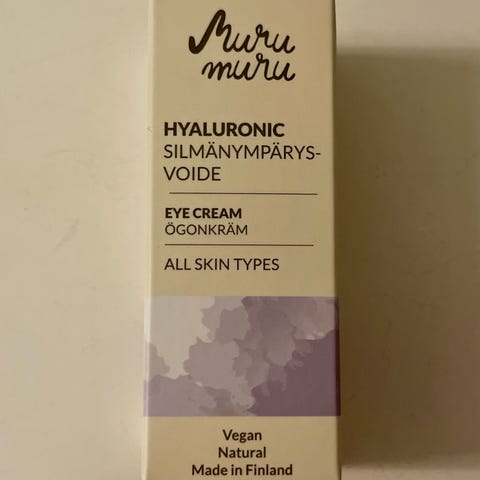 Muru
muru
HYALURONIC
SILMÄNYMPÄRYS-
VOIDE
EYE CREAM
ÖGONKRÄM
ALL SKIN TYPES
Vegan
Natural
Made in Finland